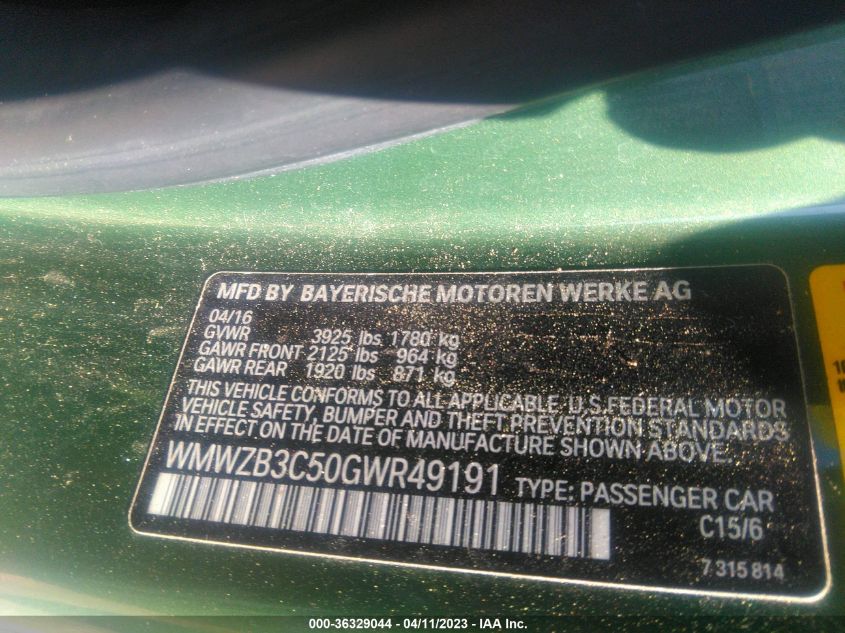 MFD BY BAYERISCHE MOTOREN WERKE AG
04/16
GVWR 3925 lbs 1780 kg
GAWR FRONT 2125 lbs 964 kg
GAWR REAR 1920 lbs 871 kg
THIS VEHICLE CONFORMS TO ALL APPLICABLE U.S.FEDERAL MOTOR
VEHICLE SAFETY, BUMPER AND THEFT PREVENTION STANDARDS
IN EFFECT ON THE DATE OF MANUFACTURE SHOWN ABOVE.
WMWZB3C50GWR49191 TYPE: PASSENGER CAR
C15/6
7 315 814
000-36329044 - 04/11/2023 - IAA Inc.